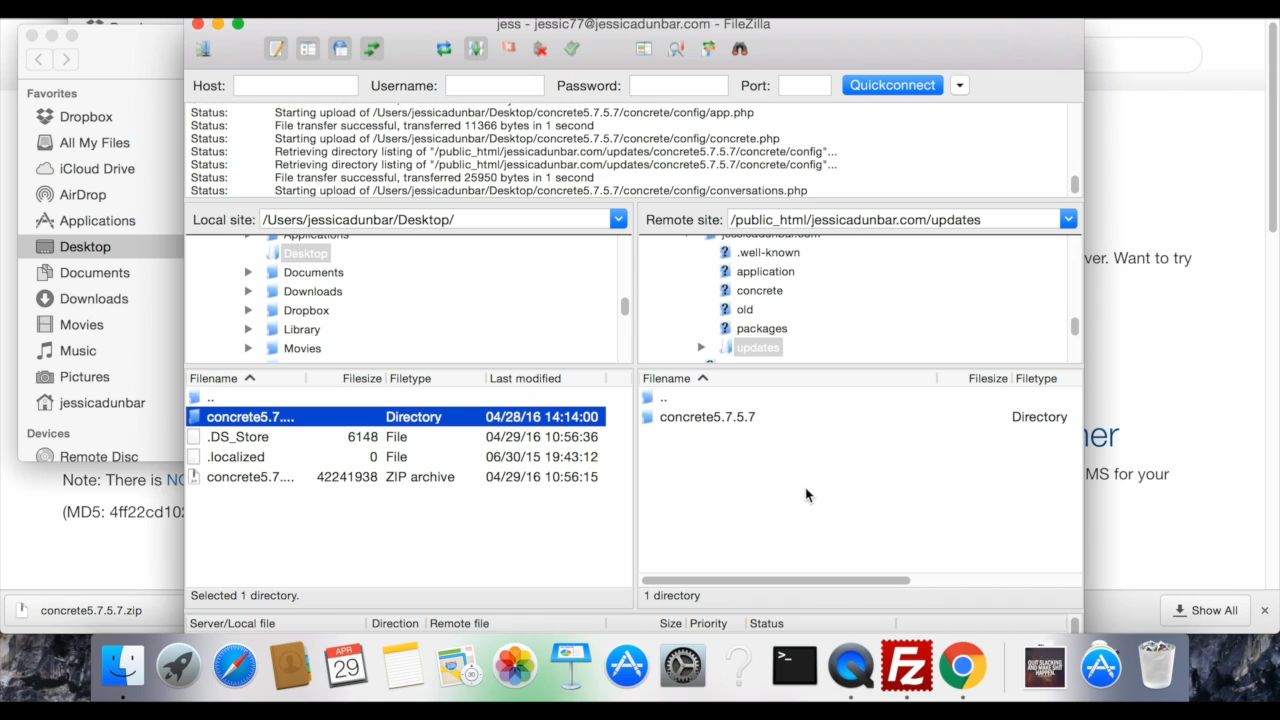 jess - jessic77@jessicadunbar.com - FileZilla
Host: Username: Password: Port: Quickconnect
Status: Starting upload of /Users/jessicadunbar/Desktop/concrete5.7.5.7/concrete/config/app.php
Status: File transfer successful, transferred 11366 bytes in 1 second
Status: Starting upload of /Users/jessicadunbar/Desktop/concrete5.7.5.7/concrete/config/concrete.php
Status: Retrieving directory listing of "/public_html/jessicadunbar.com/updates/concrete5.7.5.7/concrete/config"...
Status: Retrieving directory listing of "/public_html/jessicadunbar.com/updates/concrete5.7.5.7/concrete/config"...
Status: File transfer successful, transferred 25950 bytes in 1 second
Status: Starting upload of /Users/jessicadunbar/Desktop/concrete5.7.5.7/concrete/config/conversations.php
Favorites
Dropbox
All My Files
iCloud Drive
AirDrop
Applications
Desktop
Documents
Downloads
Movies
Music
Pictures
jessicadunbar
Devices
Remote Disc
Local site: /Users/jessicadunbar/Desktop/
Applications
Desktop
Documents
Downloads
Dropbox
Library
Movies
Remote site: /public_html/jessicadunbar.com/updates
jessicadunbar.com
.well-known
application
concrete
old
packages
updates
Filename Filesize Filetype Last modified
..
concrete5.7.... Directory 04/28/16 14:14:00
.DS_Store 6148 File 04/29/16 10:56:36
.localized 0 File 06/30/15 19:43:12
concrete5.7.... 42241938 ZIP archive 04/29/16 10:56:15
Selected 1 directory.
Filename Filesize Filetype
..
concrete5.7.5.7 Directory
1 directory
Server/Local file Direction Remote file Size Priority Status
ver. Want to try
ner
MS for your
Note: There is NO
(MD5: 4ff22cd102
concrete5.7.5.7.zip
Show All
APR
29
3D
>_
Fz
QUIT SLACKING
AND MAKE SHIT
HAPPEN.